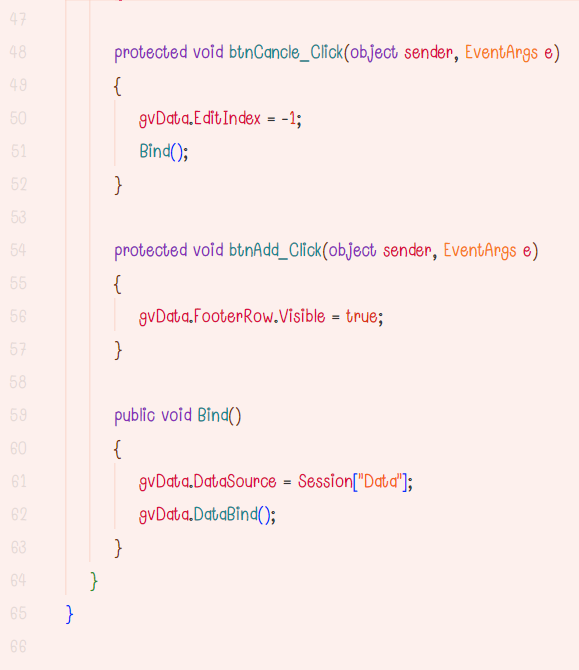 47
48 protected void btnCancle_Click(object sender, EventArgs e)
49 {
50 gvData.EditIndex = -1;
51 Bind();
52 }
53
54 protected void btnAdd_Click(object sender, EventArgs e)
55 {
56 gvData.FooterRow.Visible = true;
57 }
58
59 public void Bind()
60 {
61 gvData.DataSource = Session["Data"];
62 gvData.DataBind();
63 }
64 }
65 }
66